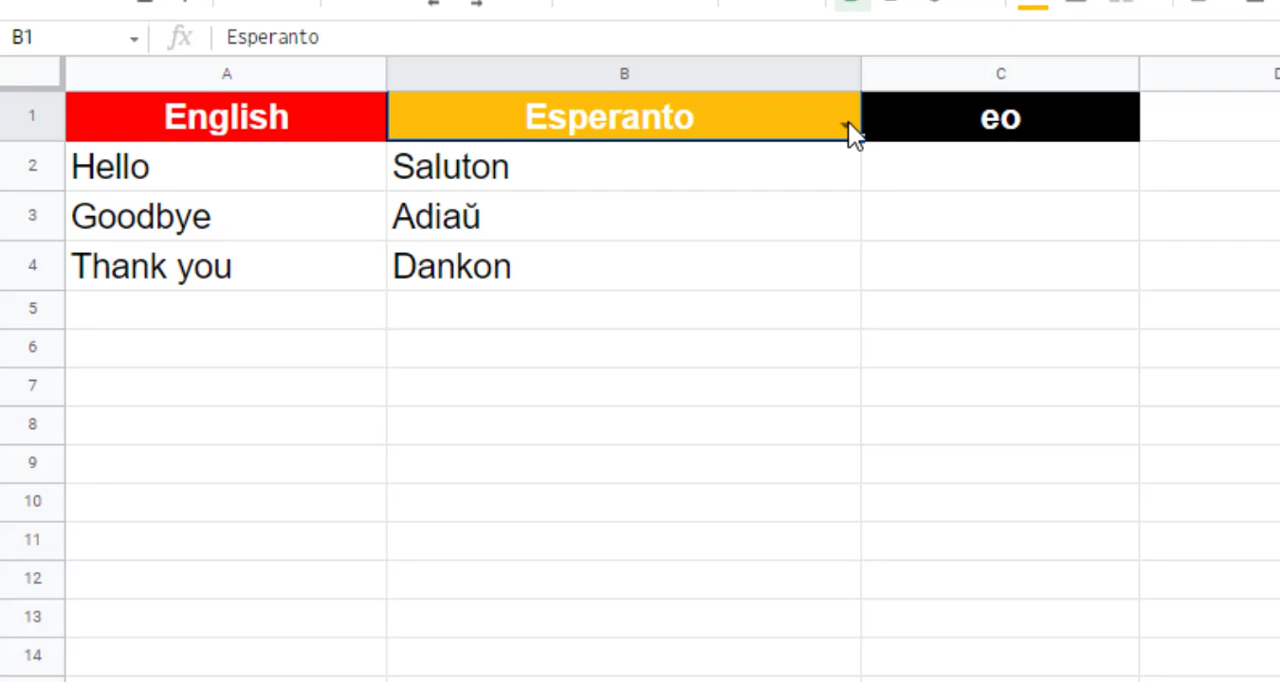 B1 fx Esperanto
A B C
1 English Esperanto eo
2 Hello Saluton
3 Goodbye Adiaŭ
4 Thank you Dankon
5
6
7
8
9
10
11
12
13
14